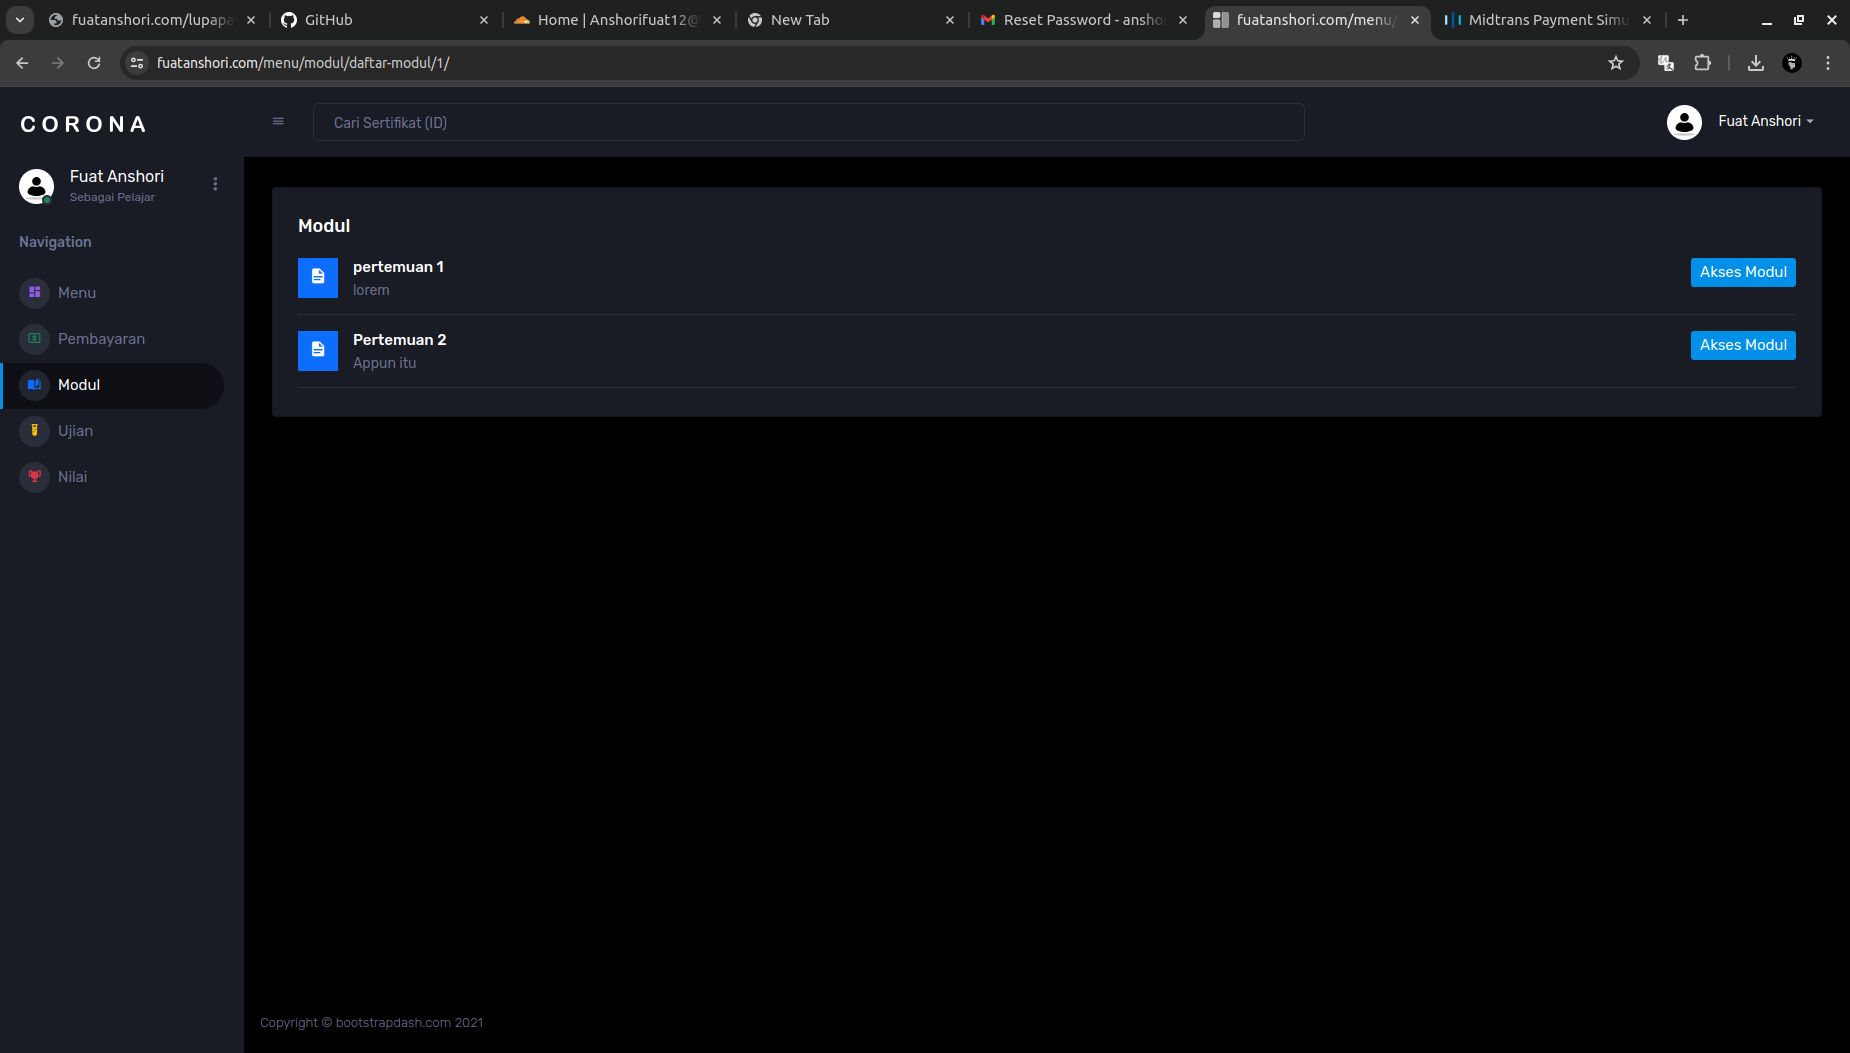 fuatanshori.com/lupapa
GitHub
Home | Anshorifuat12@
New Tab
Reset Password - ansho
fuatanshori.com/menu/
Midtrans Payment Simu
fuatanshori.com/menu/modul/daftar-modul/1/
CORONA
Cari Sertifikat (ID)
Fuat Anshori
Fuat Anshori
Sebagai Pelajar
Navigation
Menu
Pembayaran
Modul
Ujian
Nilai
Modul
pertemuan 1
lorem
Akses Modul
Pertemuan 2
Appun itu
Akses Modul
Copyright © bootstrapdash.com 2021